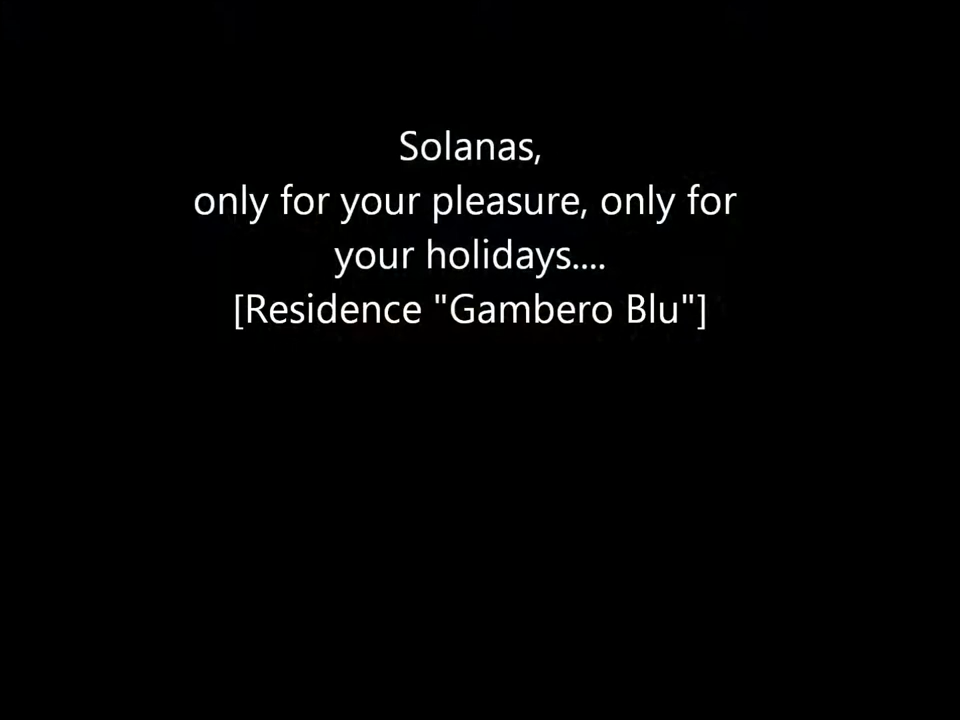 Solanas,
only for your pleasure, only for
your holidays....
[Residence "Gambero Blu"]